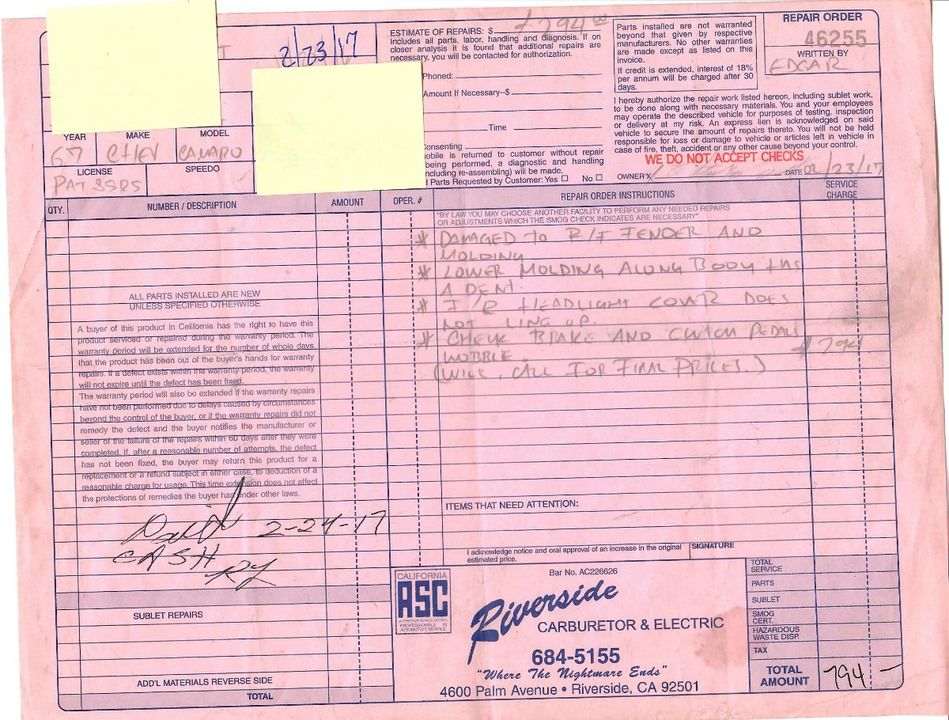 2/23/17
ESTIMATE OF REPAIRS: $ 794 00
includes all parts, labor, handling and diagnosis. If on
closer analysis it is found that additional repairs are
necessary, you will be contacted for authorization.
Phoned:
Amount If Necessary--$
Time
Consenting
mobile is returned to customer without repair
being performed, a diagnostic and handling
including re-assembling) will be made.
Parts Requested by Customer: Yes ☐ No ☐
Parts installed are not warranted
beyond that given by respective
manufacturers. No other warranties
are made except as listed on this
invoice.
If credit is extended, interest of 18%
per annum will be charged after 30
days.
REPAIR ORDER
46255
WRITTEN BY
EDGAR
I hereby authorize the repair work listed hereon, including sublet work,
to be done along with necessary materials. You and your employees
may operate the described vehicle for purposes of testing, inspection
or delivery at my risk. An express lien is acknowledged on said
vehicle to secure the amount of repairs thereto. You will not be held
responsible for loss or damage to vehicle or articles left in vehicle in
case of fire, theft, accident or any other cause beyond your control.
WE DO NOT ACCEPT CHECKS
OWNER'X DATE 02/23/17
YEAR MAKE MODEL
67 CHEV CAMARO
LICENSE SPEEDO
PAT SSRS
QTY. NUMBER / DESCRIPTION AMOUNT OPER. # REPAIR ORDER INSTRUCTIONS SERVICE CHARGE
"BY LAW YOU MAY CHOOSE ANOTHER FACILITY TO PERFORM ANY NEEDED REPAIRS
OR ADJUSTMENTS WHICH THE SMOG CHECK INDICATES ARE NECESSARY"
* DAMAGED TO R/F FENDER AND
MOLDING
* LOWER MOLDING ALONG BODY HAS
A DENT.
* F/R HEADLIGHT COVER DOES
NOT LING UP.
* CHECK BRAKE AND CLUTCH PEDALS
WOBBLE. $ 794
(WILL CALL FOR FINAL PRICES.)
ALL PARTS INSTALLED ARE NEW
UNLESS SPECIFIED OTHERWISE
A buyer of this product in California has the right to have this
product serviced or repaired during the warranty period. The
warranty period will be extended for the number of whole days
that the product has been out of the buyer's hands for warranty
repairs. If a defect exists within the warranty period, the warranty
will not expire until the defect has been fixed.
The warranty period will also be extended if the warranty repairs
have not been performed due to delays caused by circumstances
beyond the control of the buyer, or if the warranty repairs did not
remedy the defect and the buyer notifies the manufacturer or
seller of the failure of the repairs within 60 days after they were
completed. If, after a reasonable number of attempts, the defect
has not been fixed, the buyer may return this product for a
replacement or a refund subject in either case, to deduction of a
reasonable charge for usage. This time extension does not affect
the protections of remedies the buyer has under other laws.
2-24-17
CASH
ITEMS THAT NEED ATTENTION:
I acknowledge notice and oral approval of an increase in the original
estimated price.
SIGNATURE
SUBLET REPAIRS
ADD'L MATERIALS REVERSE SIDE
TOTAL
CALIFORNIA
ASC
Bar No. AC226626
Riverside
CARBURETOR & ELECTRIC
684-5155
"Where The Nightmare Ends"
4600 Palm Avenue • Riverside, CA 92501
TOTAL SERVICE
PARTS
SUBLET
SMOG CERT.
HAZARDOUS WASTE DISP.
TAX
TOTAL AMOUNT 794 —